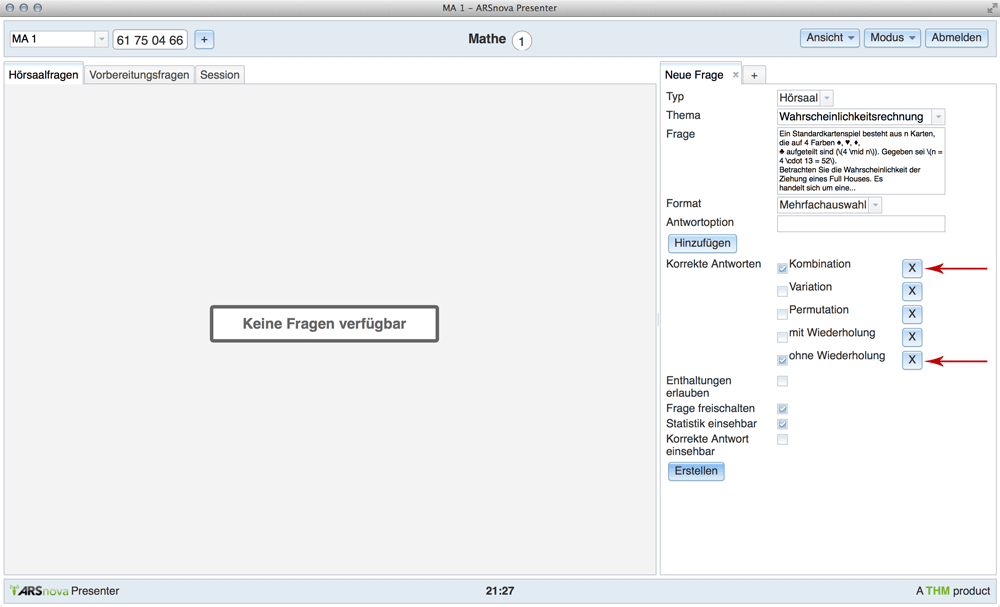 MA 1 – ARSnova Presenter
MA 1
61 75 04 66
+
Mathe 1
Ansicht
Modus
Abmelden
Hörsaalfragen
Vorbereitungsfragen
Session
Keine Fragen verfügbar
Neue Frage ×
+
Typ
Hörsaal
Thema
Wahrscheinlichkeitsrechnung
Frage
Ein Standardkartenspiel besteht aus n Karten,
die auf 4 Farben ♠, ♥, ♦,
♣ aufgeteilt sind (\(4 \mid n\)). Gegeben sei \(n =
4 \cdot 13 = 52\).
Betrachten Sie die Wahrscheinlichkeit der
Ziehung eines Full Houses. Es
handelt sich um eine...
Format
Mehrfachauswahl
Antwortoption
Hinzufügen
Korrekte Antworten
Kombination X
Variation X
Permutation X
mit Wiederholung X
ohne Wiederholung X
Enthaltungen
erlauben
Frage freischalten
Statistik einsehbar
Korrekte Antwort
einsehbar
Erstellen
ARSnova Presenter
21:27
A THM product